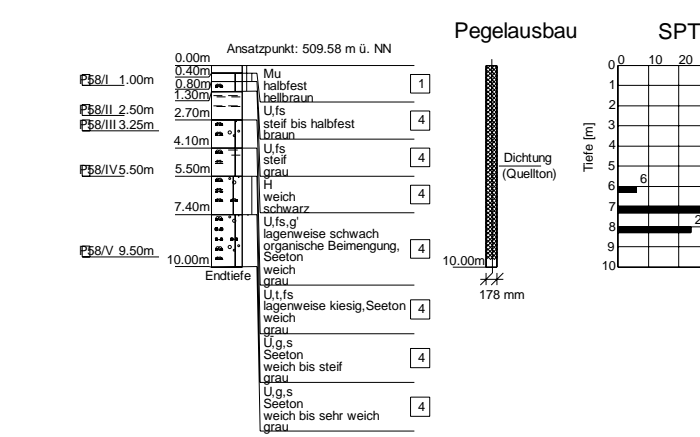 Pegelausbau
SPT
Ansatzpunkt: 509.58 m ü. NN
0.00m
0.40m
0.80m
1.30m
2.70m
4.10m
5.50m
7.40m
10.00m
Endtiefe
P58/I 1.00m
P58/II 2.50m
P58/III 3.25m
P58/IV 5.50m
P58/V 9.50m
Mu
halbfest
hellbraun
1
U,fs
steif bis halbfest
braun
4
U,fs
steif
grau
4
H
weich
schwarz
4
U,fs,g'
lagenweise schwach
organische Beimengung,
Seeton
weich
grau
4
U,t,fs
lagenweise kiesig,Seeton
weich
grau
4
U,g,s
Seeton
weich bis steif
grau
4
U,g,s
Seeton
weich bis sehr weich
grau
4
Dichtung
(Quellton)
10.00m
178 mm
Tiefe [m]
0 10 20
0
1
2
3
4
5
6
7
8
9
10
6
2